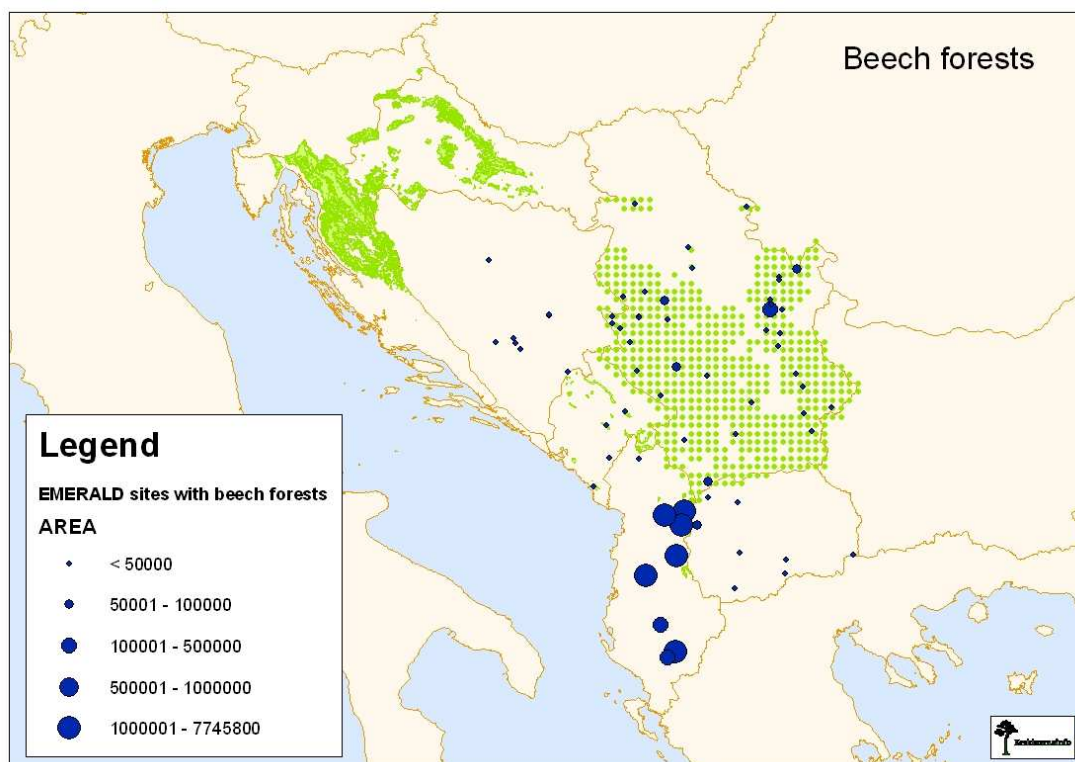 Beech forests
Legend
EMERALD sites with beech forests
AREA
< 50000
50001 - 100000
100001 - 500000
500001 - 1000000
1000001 - 7745800